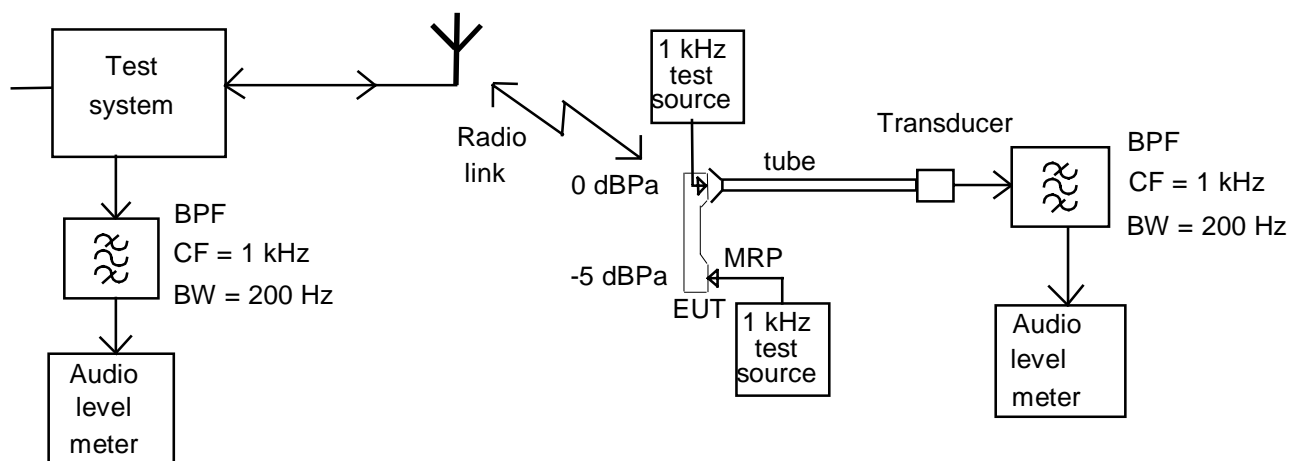 Test
system
BPF
CF = 1 kHz
BW = 200 Hz
Audio
level
meter
Radio
link
1 kHz
test
source
0 dBPa
-5 dBPa
EUT
MRP
1 kHz
test
source
tube
Transducer
BPF
CF = 1 kHz
BW = 200 Hz
Audio
level
meter